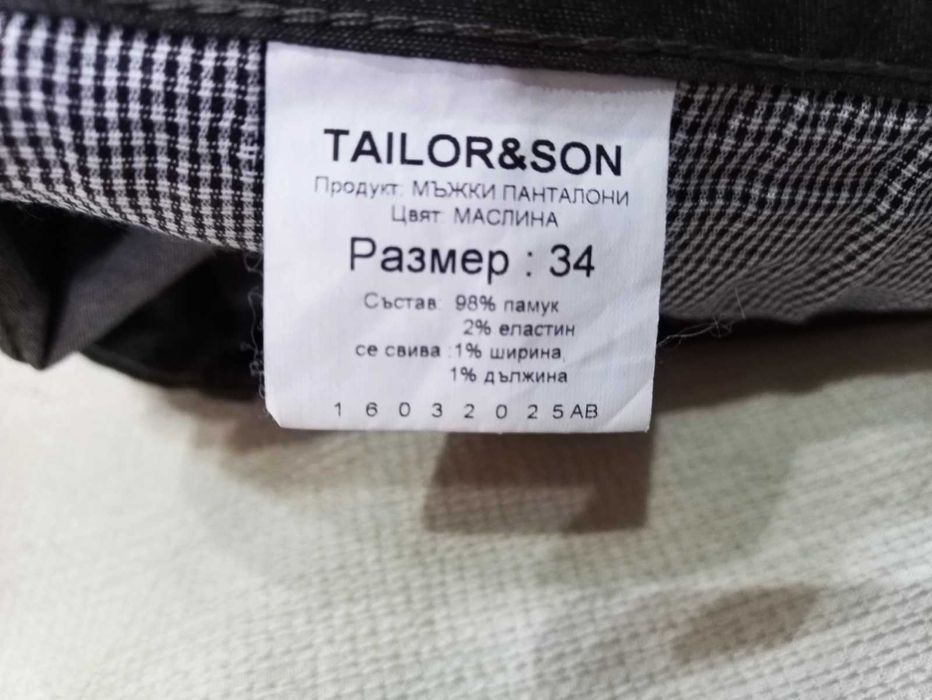 TAILOR&SON
Продукт: МЪЖКИ ПАНТАЛОНИ
Цвят: МАСЛИНА
Размер : 34
Състав: 98% памук
2% еластин
се свива :1% ширина,
1% дължина
1 6 0 3 2 0 2 5 AB